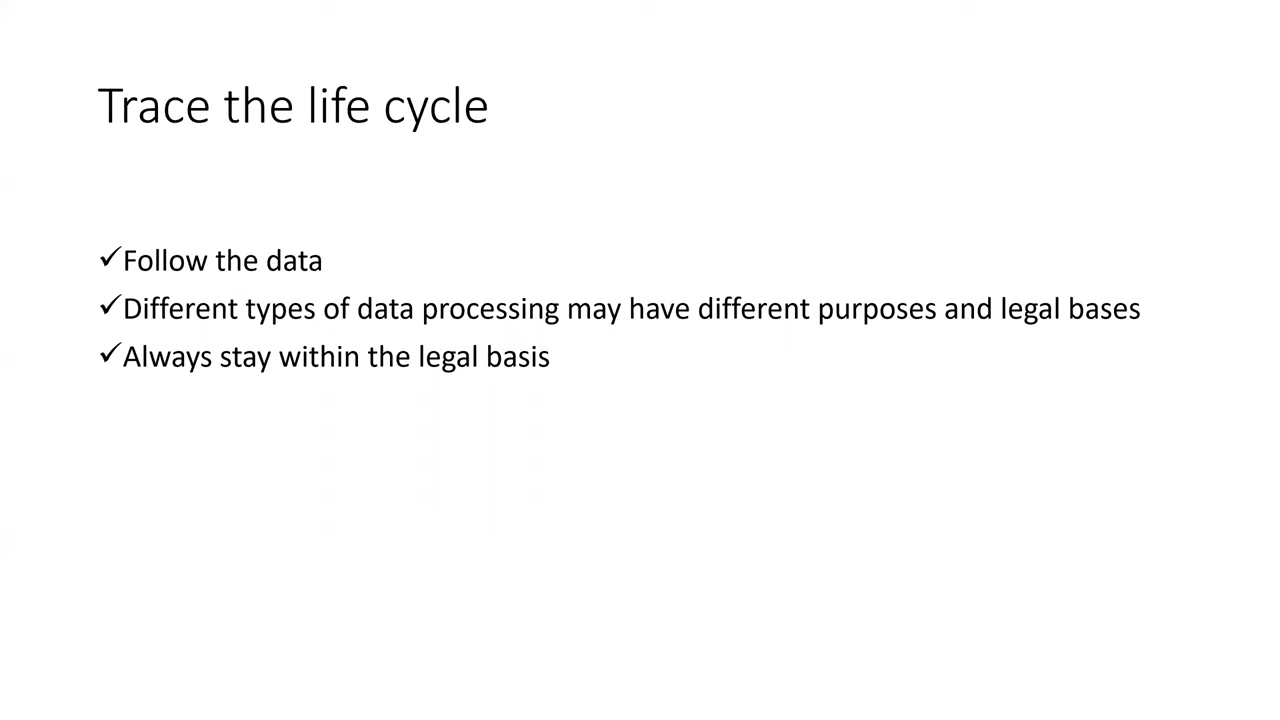 Trace the life cycle
✓Follow the data
✓Different types of data processing may have different purposes and legal bases
✓Always stay within the legal basis